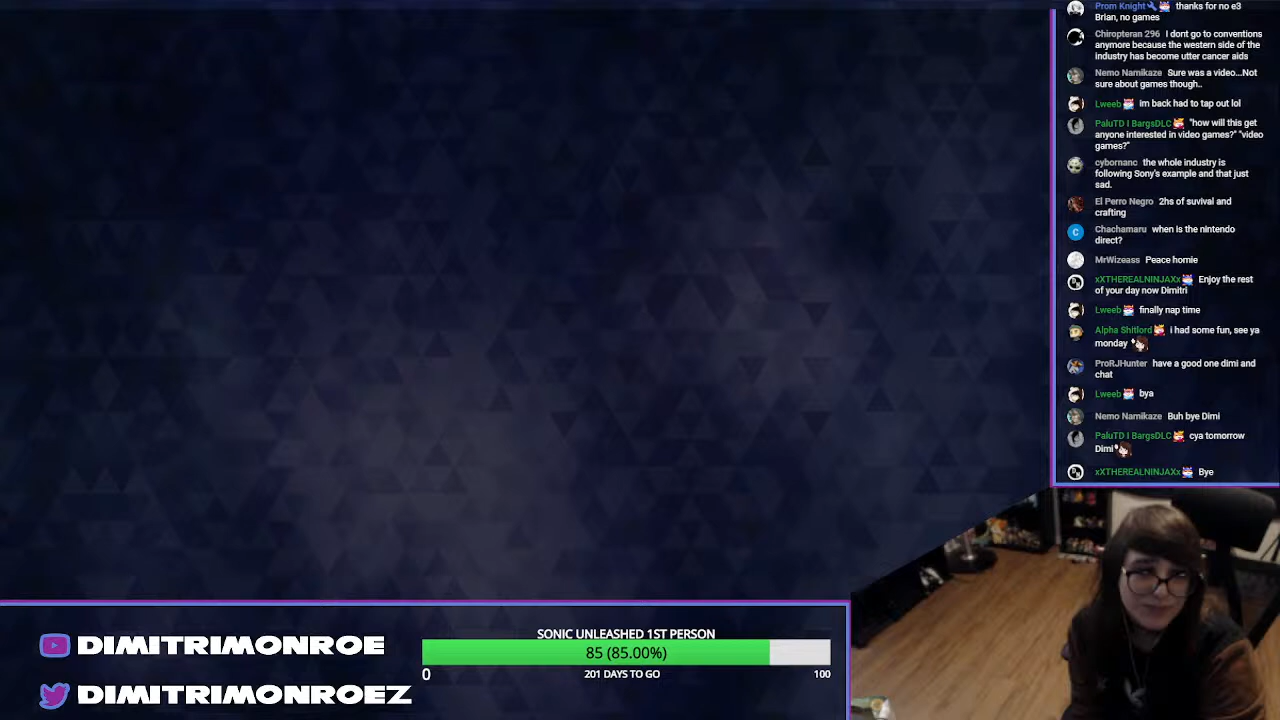 Prom Knight thanks for no e3
Brian, no games
Chiropteran 296 I dont go to conventions
anymore because the western side of the
industry has become utter cancer aids
Nemo Namikaze Sure was a video...Not
sure about games though..
Lweeb im back had to tap out lol
PaluTD I BargsDLC "how will this get
anyone interested in video games?" "video
games?"
cybornanc the whole industry is
following Sony's example and that just
sad.
El Perro Negro 2hs of suvival and
crafting
C
Chachamaru when is the nintendo
direct?
MrWizeass Peace homie
xXTHEREALNINJAXx Enjoy the rest
of your day now Dimitri
Lweeb finally nap time
Alpha Shitlord i had some fun, see ya
monday
ProRJHunter have a good one dimi and
chat
Lweeb bya
Nemo Namikaze Buh bye Dimi
PaluTD I BargsDLC cya tomorrow
Dimi
xXTHEREALNINJAXx Bye
DIMITRIMONROE
DIMITRIMONROEZ
SONIC UNLEASHED 1ST PERSON
85 (85.00%)
0 201 DAYS TO GO 100